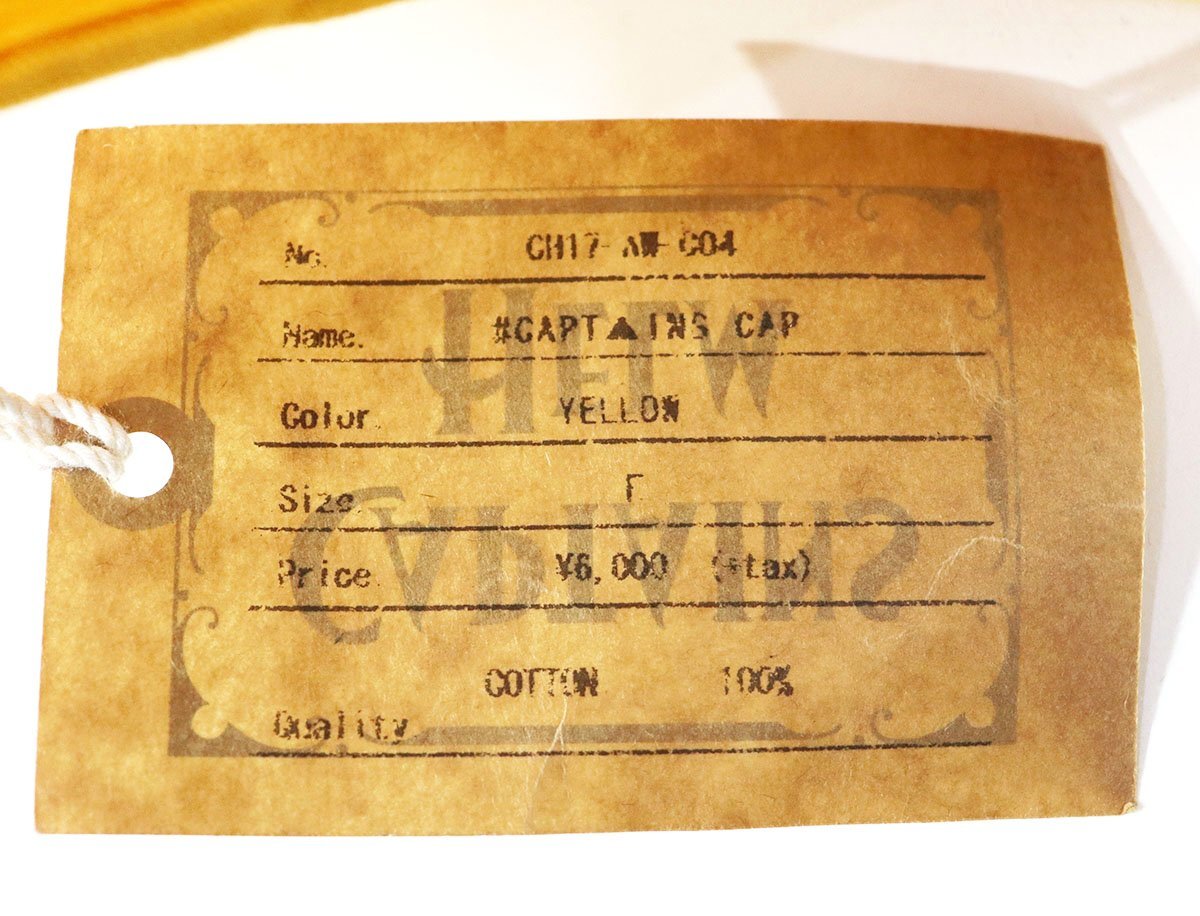 No. CH17-AW-C04
Name. #CAPT▲INS CAP
Color. YELLOW
Size. F
Price. ¥6,000 (+tax)
COTTON 100%
Quality.